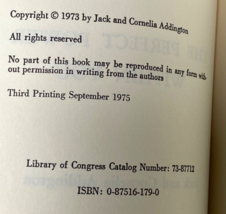 Copyright © 1973 by Jack and Cornelia Addington
All rights reserved
No part of this book may be reproduced in any form with
out permission in writing from the authors
Third Printing September 1975
Library of Congress Catalog Number: 73-87712
ISBN: 0-87516-179-0